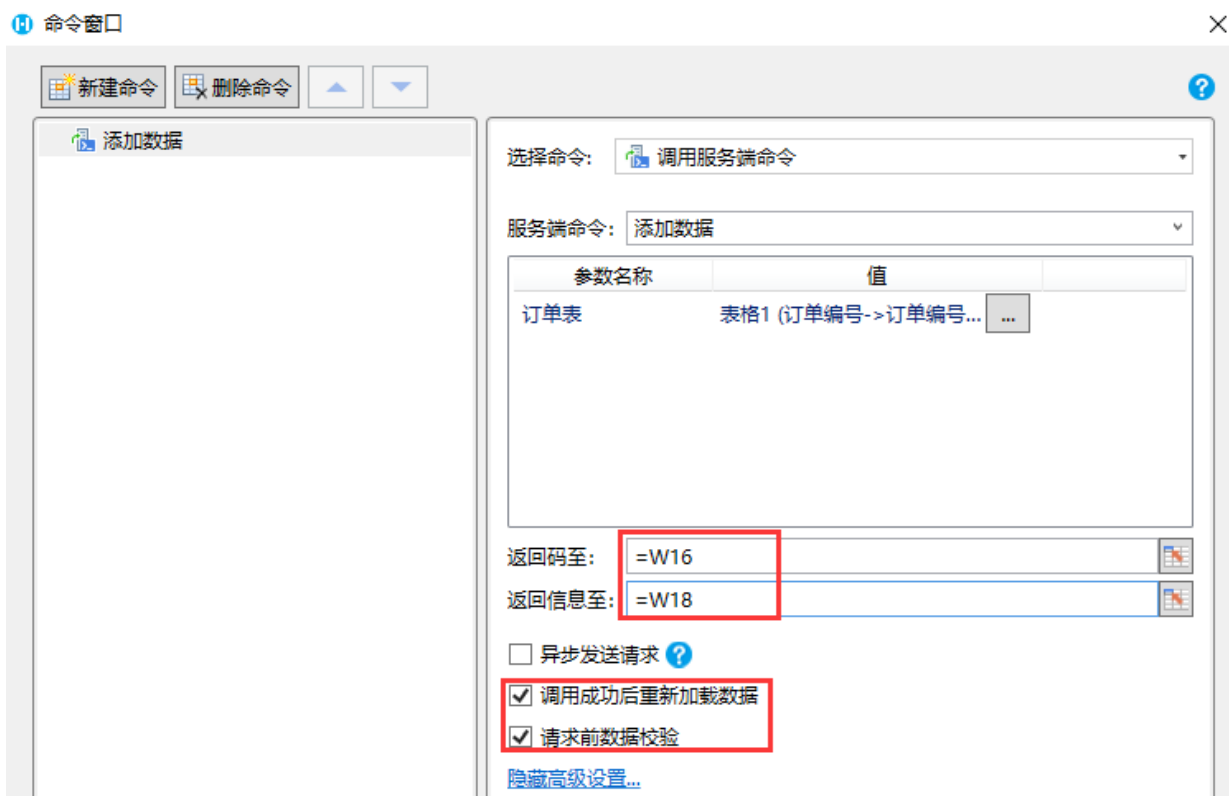 命令窗口
新建命令 删除命令
添加数据
选择命令: 调用服务端命令
服务端命令: 添加数据
参数名称 值
订单表 表格1 (订单编号->订单编号... ...
返回码至: =W16
返回信息至: =W18
异步发送请求
调用成功后重新加载数据
请求前数据校验
隐藏高级设置...